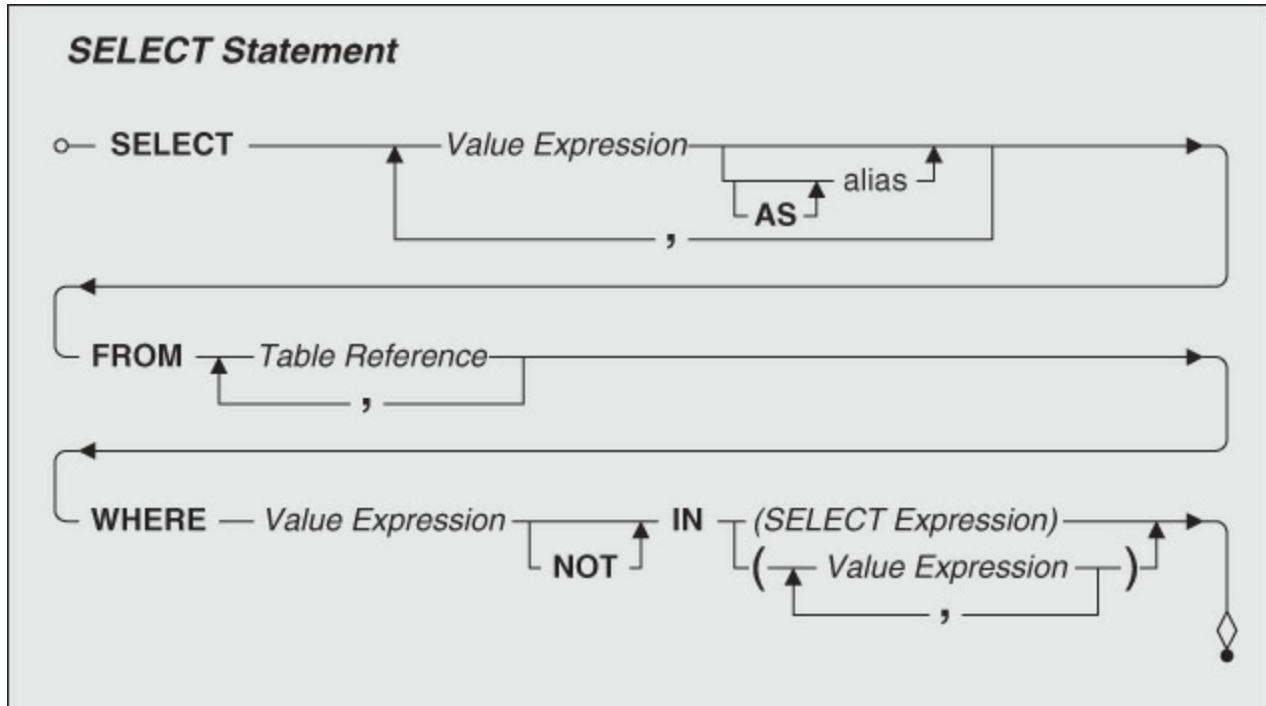 SELECT Statement
SELECT Value Expression
alias
AS
,
FROM Table Reference
,
WHERE Value Expression IN (SELECT Expression)
NOT ( Value Expression )
,